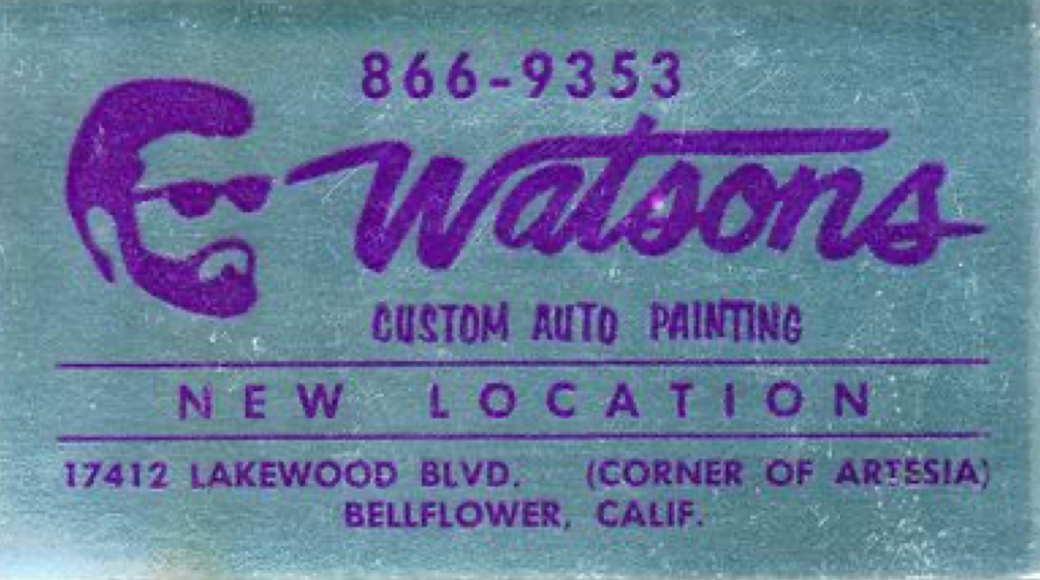 866-9353
Watsons
CUSTOM AUTO PAINTING
NEW LOCATION
17412 LAKEWOOD BLVD. (CORNER OF ARTESIA)
BELLFLOWER, CALIF.